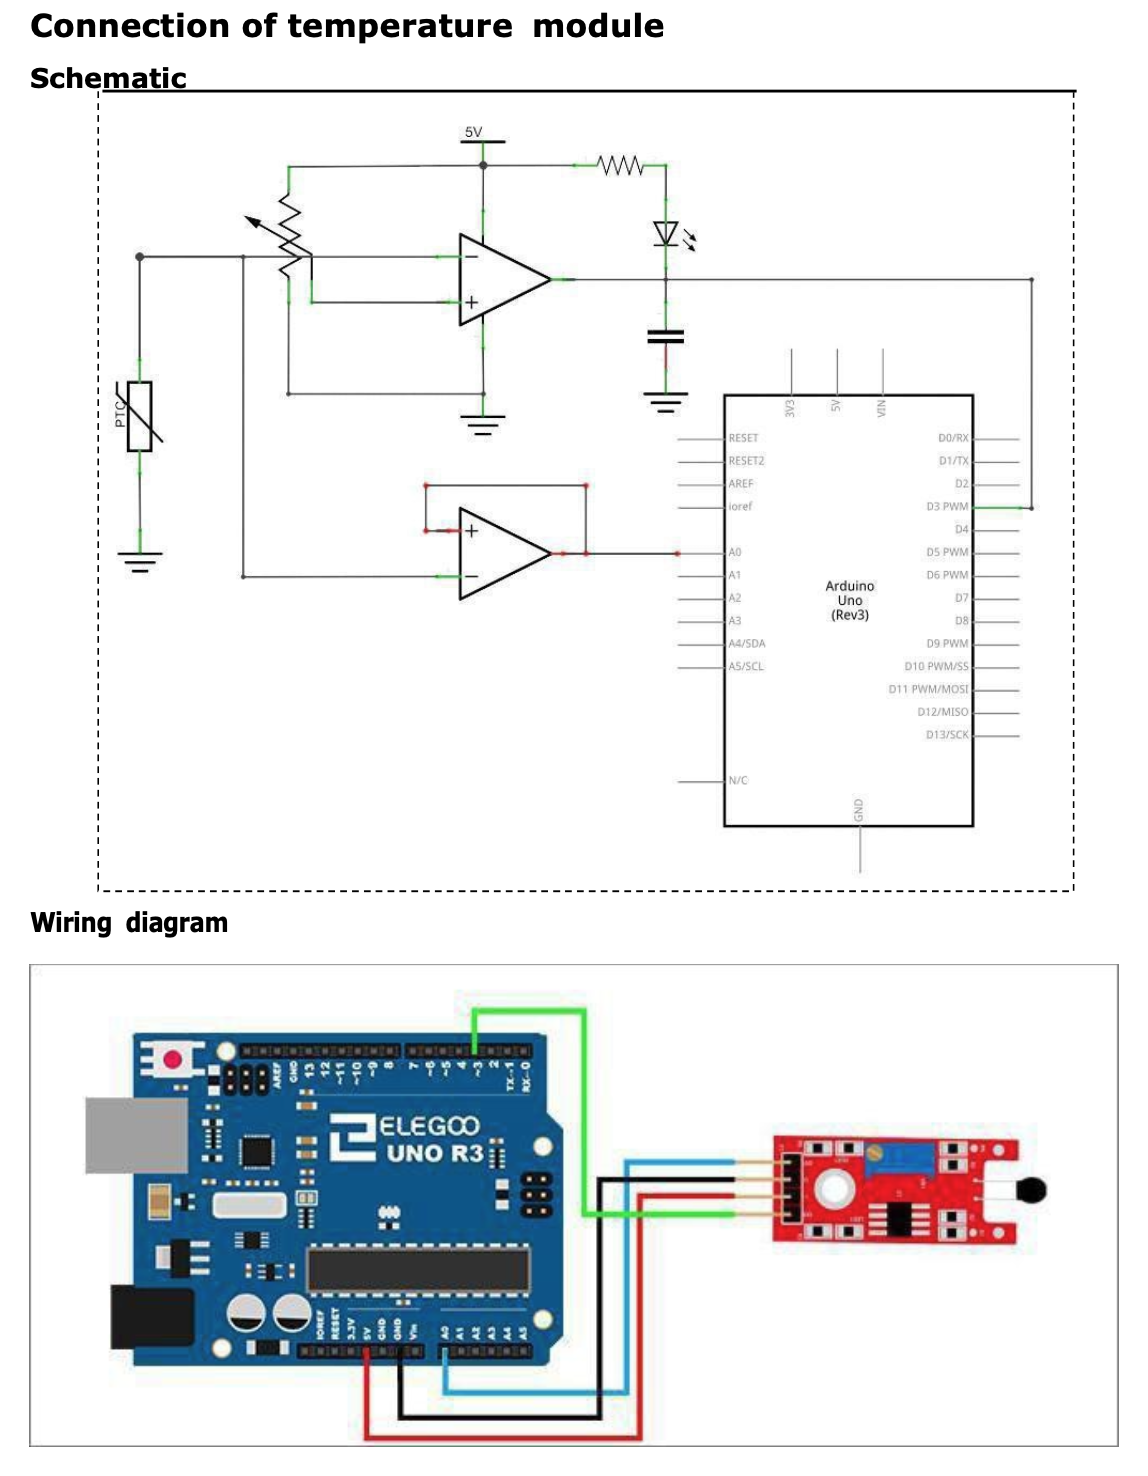 Connection of temperature module
Schematic
5V
PTC
3V3
5V
VIN
RESET
D0/RX
RESET2
D1/TX
AREF
D2
ioref
D3 PWM
D4
A0
D5 PWM
A1
D6 PWM
A2
D7
A3
D8
A4/SDA
D9 PWM
A5/SCL
D10 PWM/SS
D11 PWM/MOSI
D12/MISO
D13/SCK
Arduino
Uno
(Rev3)
N/C
GND
Wiring diagram
AREF
GND
13
12
~11
~10
~9
8
7
~6
~5
4
~3
2
TX→1
RX←0
ELEGOO
UNO R3
IOREF
RESET
3.3V
5V
GND
GND
Vin
A0
A1
A2
A3
A4
A5